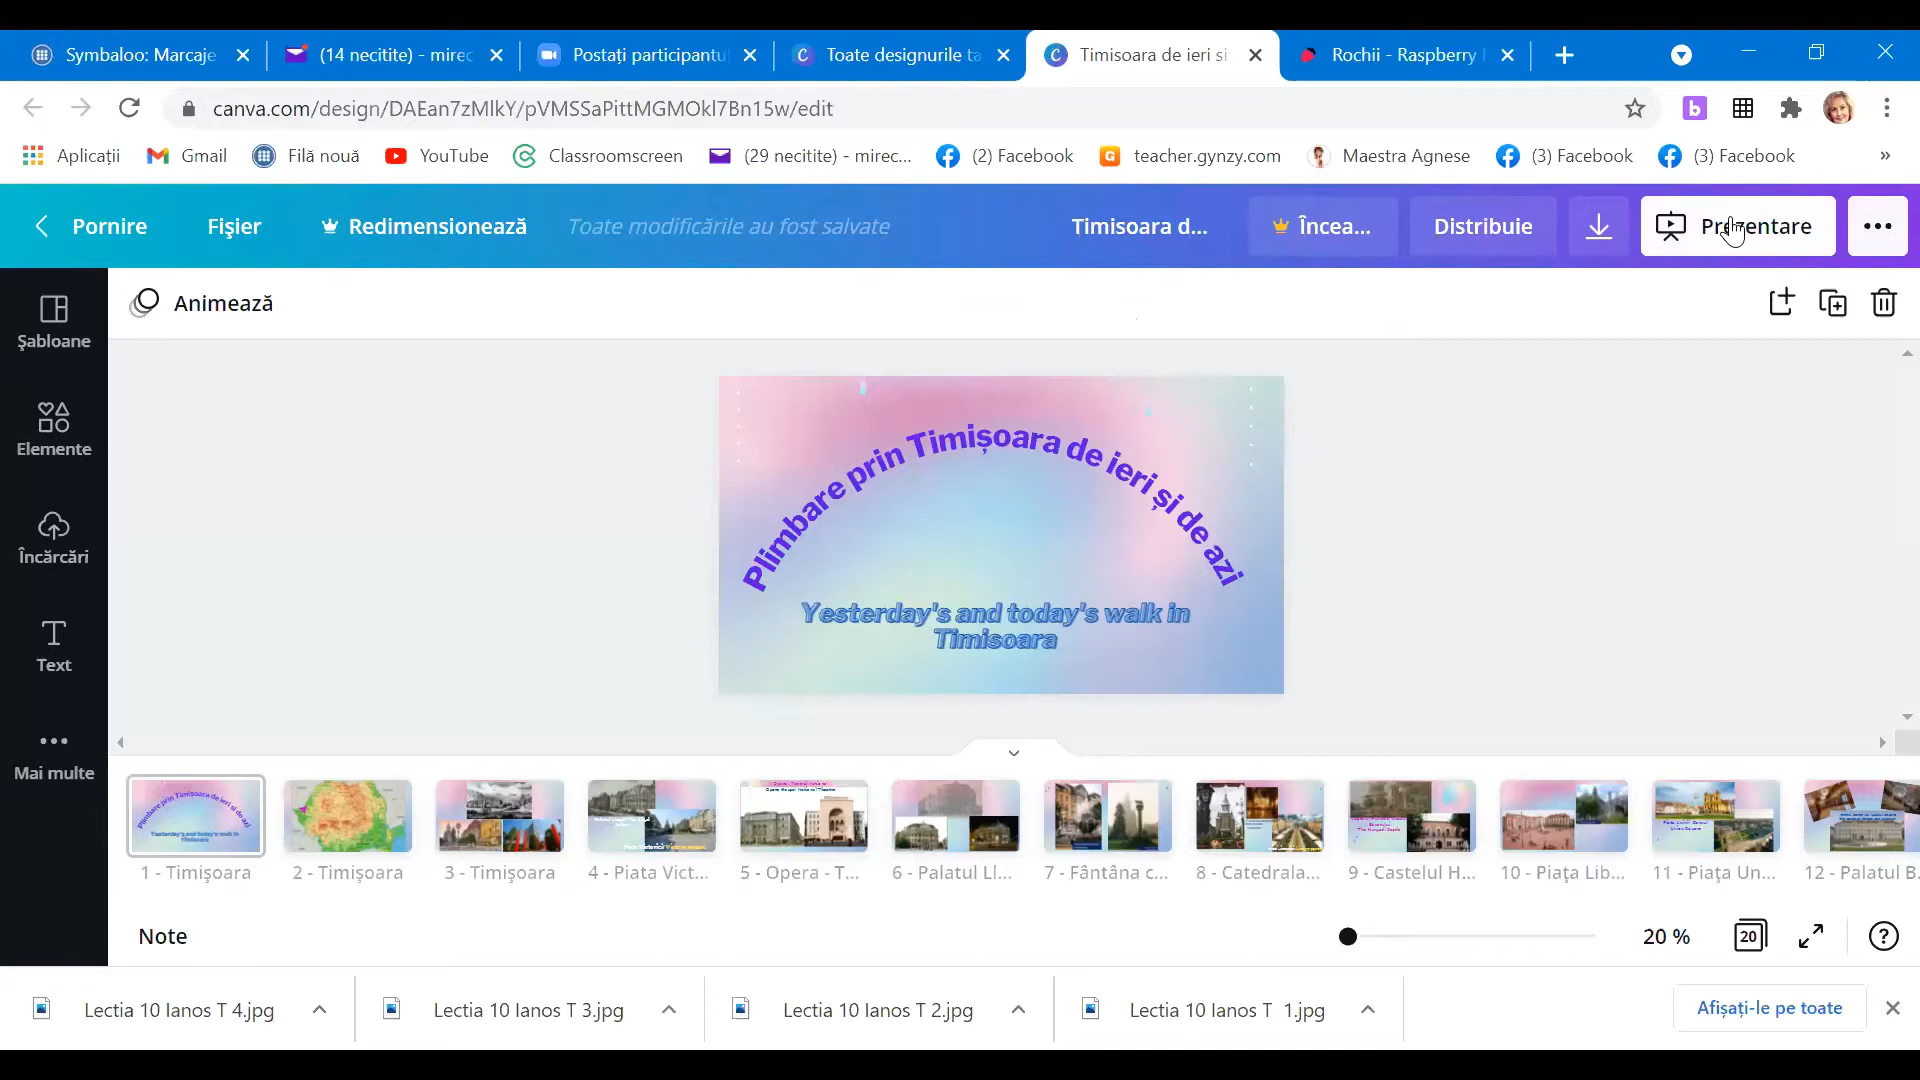 Symbaloo: Marcaje
(14 necitite) - mirec
Postați participantu
Toate designurile ta
Timisoara de ieri si
Rochii - Raspberry
canva.com/design/DAEan7zMlkY/pVMSSaPittMGMOkl7Bn15w/edit
Aplicații
Gmail
Filă nouă
YouTube
Classroomscreen
(29 necitite) - mirec...
(2) Facebook
teacher.gynzy.com
Maestra Agnese
(3) Facebook
(3) Facebook
»
Pornire
Fișier
Redimensionează
Toate modificările au fost salvate
Timisoara d...
Încea...
Distribuie
Prezentare
Animează
Șabloane
Elemente
Încărcări
Text
Mai multe
Plimbare prin Timișoara de ieri și de azi
Yesterday's and today's walk in
Timisoara
1 - Timișoara
2 - Timișoara
3 - Timișoara
4 - Piata Vict...
5 - Opera - T...
6 - Palatul Ll...
7 - Fântâna c...
8 - Catedrala...
9 - Castelul H...
10 - Piața Lib...
11 - Piața Un...
12 - Palatul B.
Note
20 %
20
Lectia 10 Ianos T 4.jpg
Lectia 10 Ianos T 3.jpg
Lectia 10 Ianos T 2.jpg
Lectia 10 Ianos T 1.jpg
Afișați-le pe toate